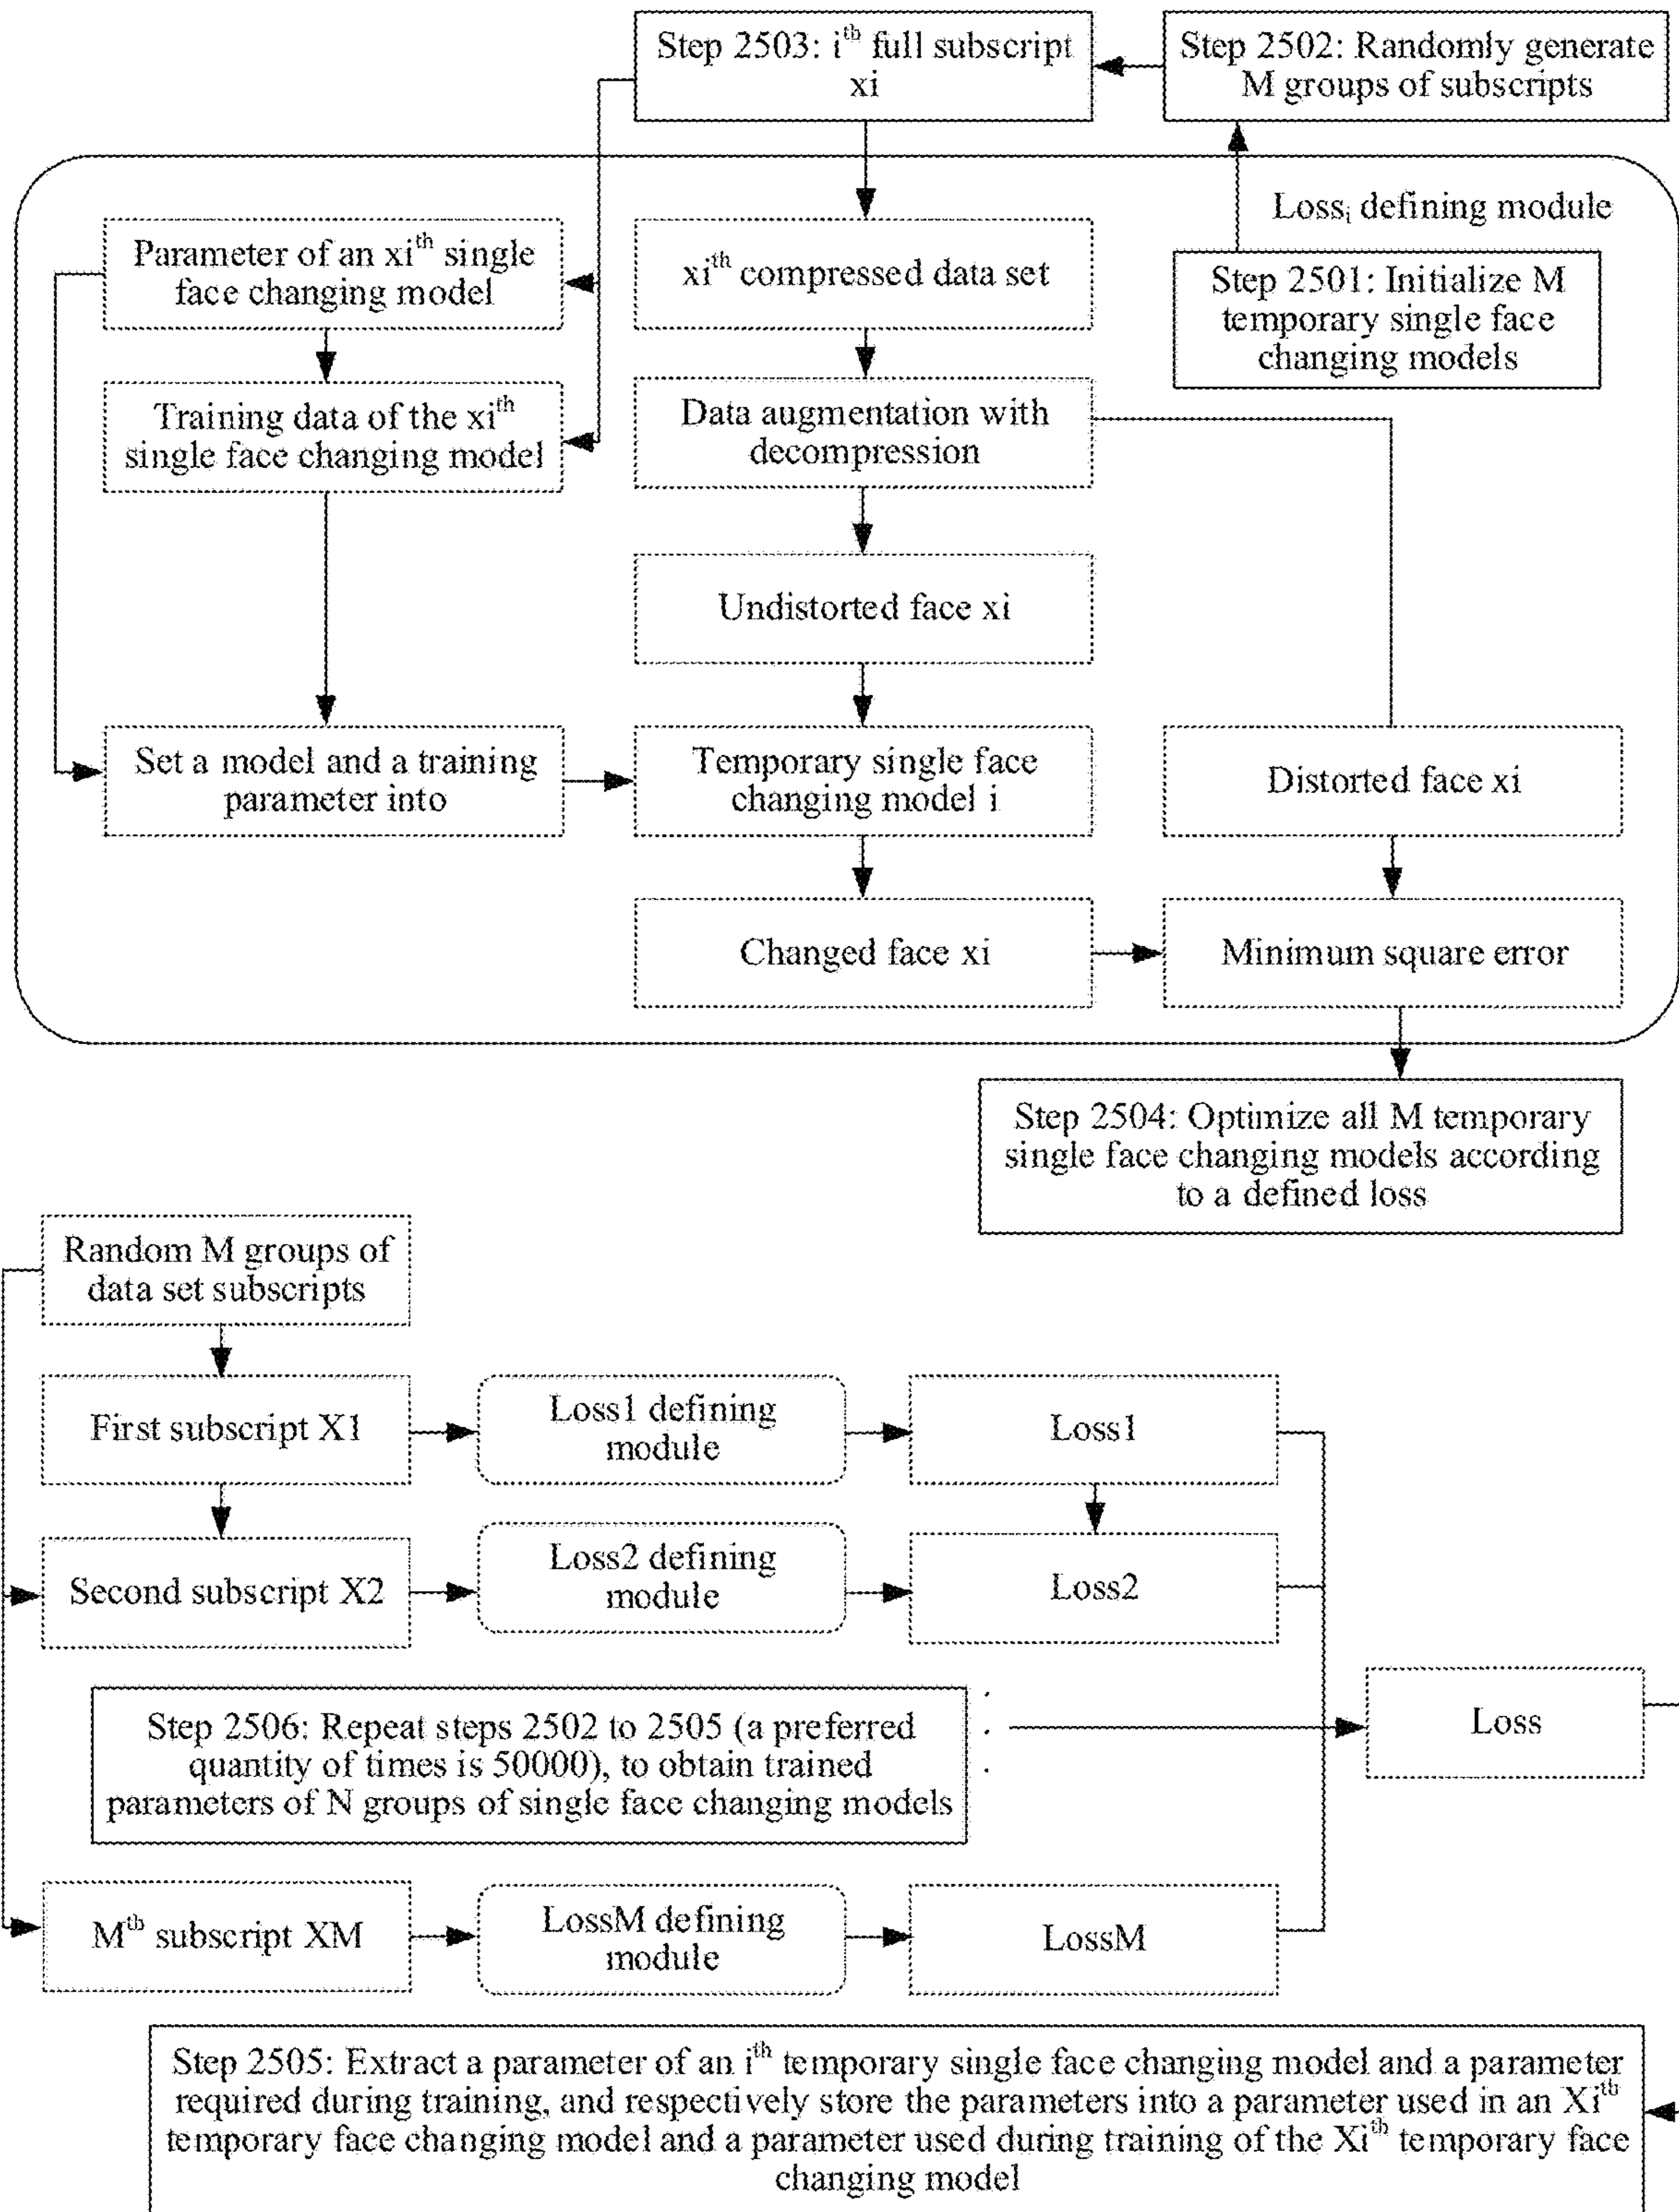 Step 2503: iᵗʰ full subscript
xi
Step 2502: Randomly generate
M groups of subscripts
Lossᵢ defining module
Parameter of an xiᵗʰ single
face changing model
xiᵗʰ compressed data set
Step 2501: Initialize M
temporary single face
changing models
Training data of the xiᵗʰ
single face changing model
Data augmentation with
decompression
Undistorted face xi
Set a model and a training
parameter into
Temporary single face
changing model i
Distorted face xi
Changed face xi
Minimum square error
Step 2504: Optimize all M temporary
single face changing models according
to a defined loss
Random M groups of
data set subscripts
First subscript X1
Loss1 defining
module
Loss1
Second subscript X2
Loss2 defining
module
Loss2
Step 2506: Repeat steps 2502 to 2505 (a preferred
quantity of times is 50000), to obtain trained
parameters of N groups of single face changing models
Loss
Mᵗʰ subscript XM
LossM defining
module
LossM
Step 2505: Extract a parameter of an iᵗʰ temporary single face changing model and a parameter
required during training, and respectively store the parameters into a parameter used in an Xiᵗʰ
temporary face changing model and a parameter used during training of the Xiᵗʰ temporary face
changing model